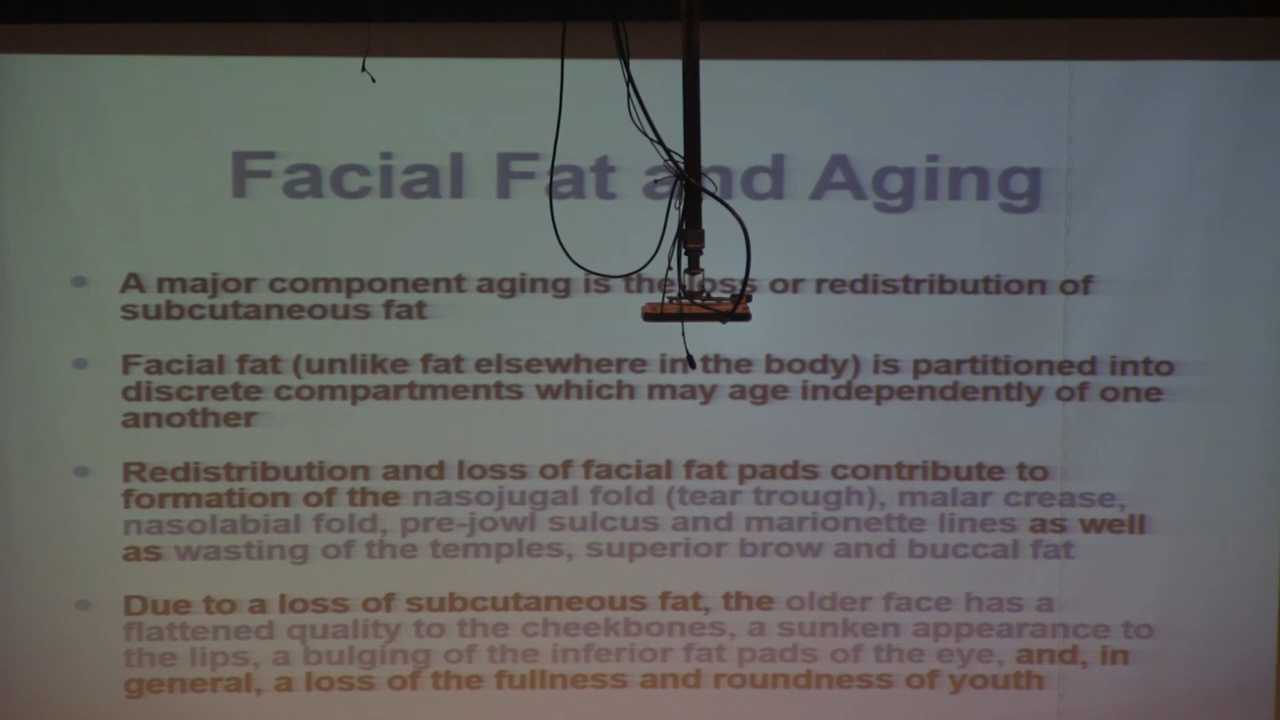 Facial Fat and Aging
• A major component aging is the loss or redistribution of
subcutaneous fat
• Facial fat (unlike fat elsewhere in the body) is partitioned into
discrete compartments which may age independently of one
another
• Redistribution and loss of facial fat pads contribute to
formation of the nasojugal fold (tear trough), malar crease,
nasolabial fold, pre-jowl sulcus and marionette lines as well
as wasting of the temples, superior brow and buccal fat
• Due to a loss of subcutaneous fat, the older face has a
flattened quality to the cheekbones, a sunken appearance to
the lips, a bulging of the inferior fat pads of the eye, and, in
general, a loss of the fullness and roundness of youth